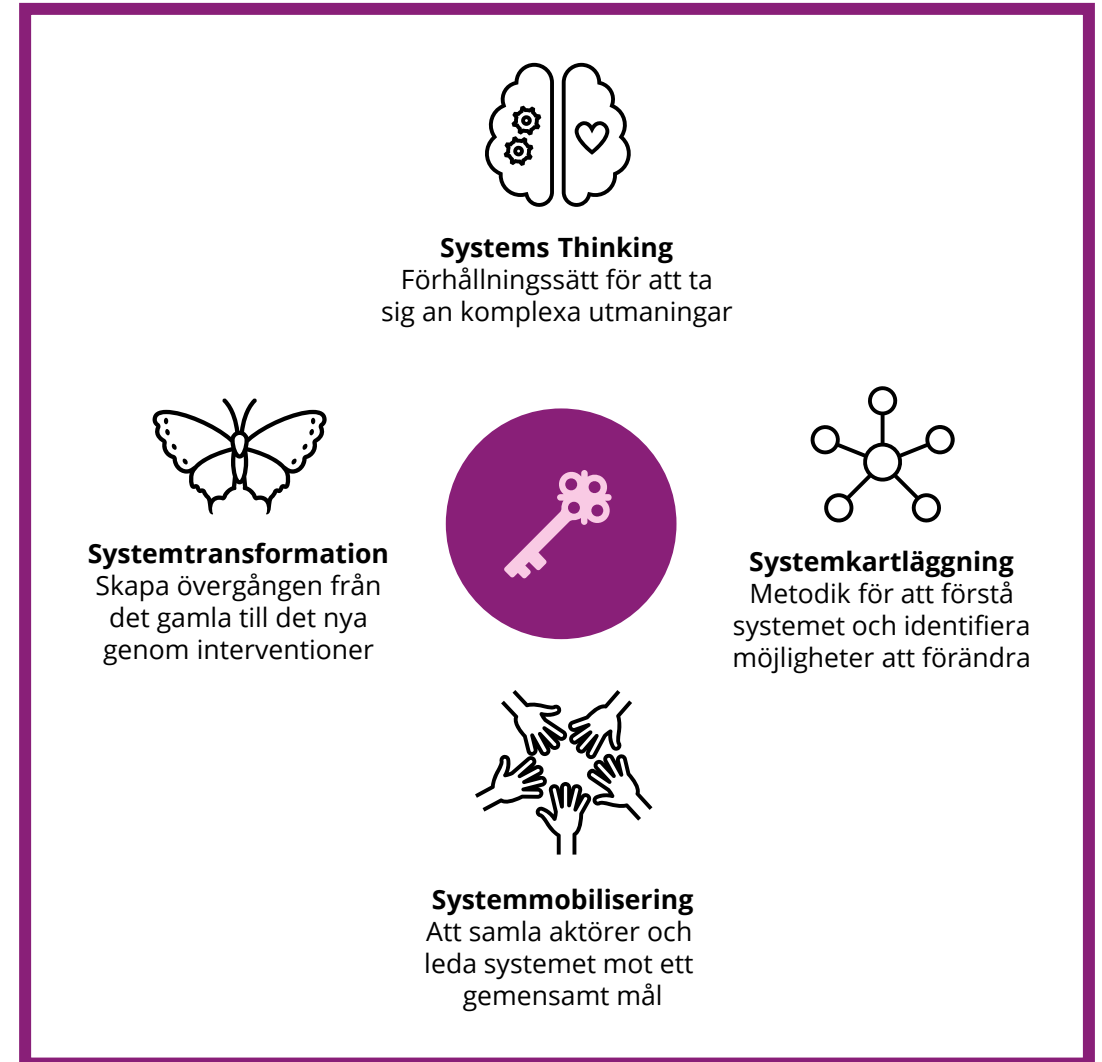 Systems Thinking
Förhållningssätt för att ta
sig an komplexa utmaningar
Systemtransformation
Skapa övergången från
det gamla till det nya
genom interventioner
Systemkartläggning
Metodik för att förstå
systemet och identifiera
möjligheter att förändra
Systemmobilisering
Att samla aktörer och
leda systemet mot ett
gemensamt mål